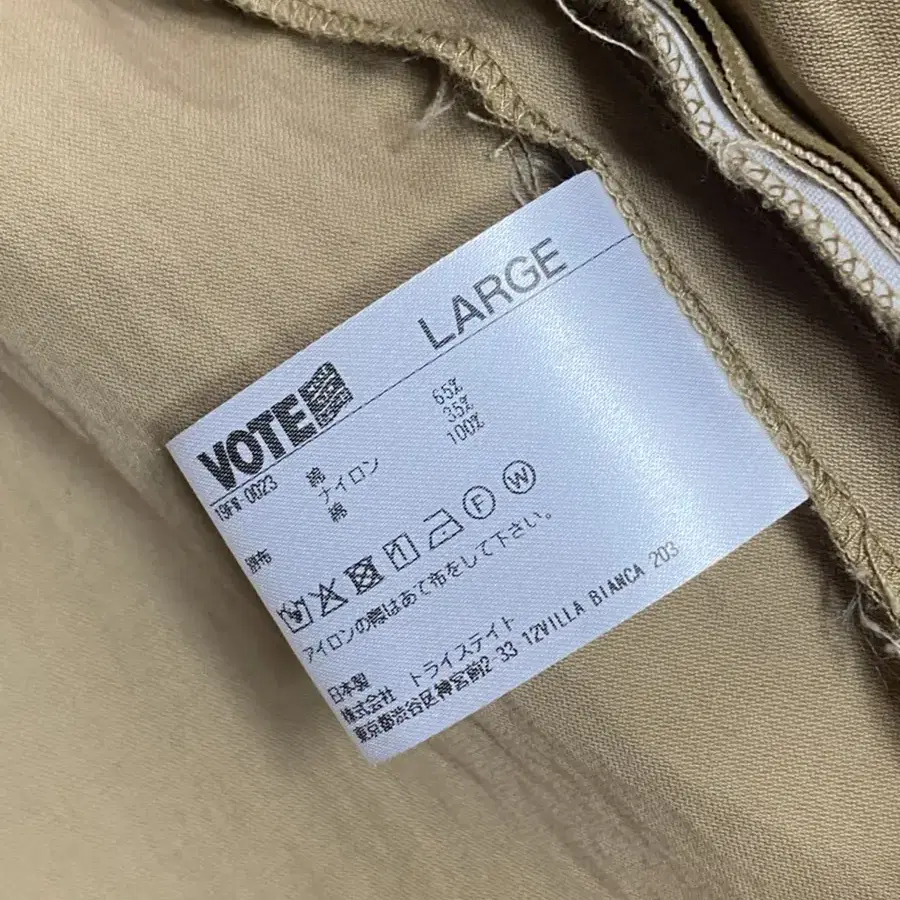 LARGE
VOTE
19FW-0023
綿 65%
ナイロン 35%
別布 綿 100%
F W
アイロンの際はあて布をして下さい。
日本製
株式会社 トライステイト
東京都渋谷区神宮前2-33 12VILLA BIANCA 203